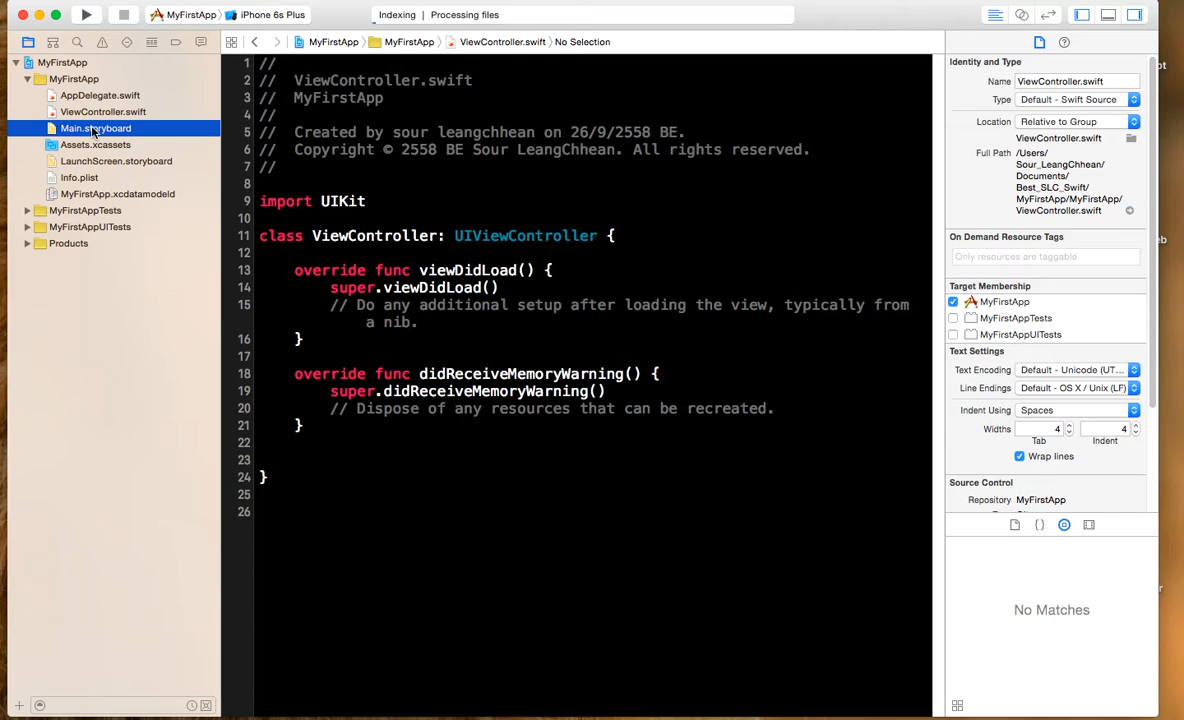 MyFirstApp
iPhone 6s Plus
Indexing | Processing files
MyFirstApp
MyFirstApp
ViewController.swift
No Selection
MyFirstApp
MyFirstApp
AppDelegate.swift
ViewController.swift
Main.storyboard
Assets.xcassets
LaunchScreen.storyboard
Info.plist
MyFirstApp.xcdatamodeld
MyFirstAppTests
MyFirstAppUITests
Products
1 //
2 // ViewController.swift
3 // MyFirstApp
4 //
5 // Created by sour leangchhean on 26/9/2558 BE.
6 // Copyright © 2558 BE Sour LeangChhean. All rights reserved.
7 //
8
9 import UIKit
10
11 class ViewController: UIViewController {
12
13 override func viewDidLoad() {
14 super.viewDidLoad()
15 // Do any additional setup after loading the view, typically from
a nib.
16 }
17
18 override func didReceiveMemoryWarning() {
19 super.didReceiveMemoryWarning()
20 // Dispose of any resources that can be recreated.
21 }
22
23
24 }
25
26
Identity and Type
Name ViewController.swift
Type Default - Swift Source
Location Relative to Group
ViewController.swift
Full Path /Users/
Sour_LeangChhean/
Documents/
Best_SLC_Swift/
MyFirstApp/MyFirstApp/
ViewController.swift
On Demand Resource Tags
Only resources are taggable
Target Membership
MyFirstApp
MyFirstAppTests
MyFirstAppUITests
Text Settings
Text Encoding Default - Unicode (UT...
Line Endings Default - OS X / Unix (LF)
Indent Using Spaces
Widths 4 4
Tab Indent
Wrap lines
Source Control
Repository MyFirstApp
No Matches